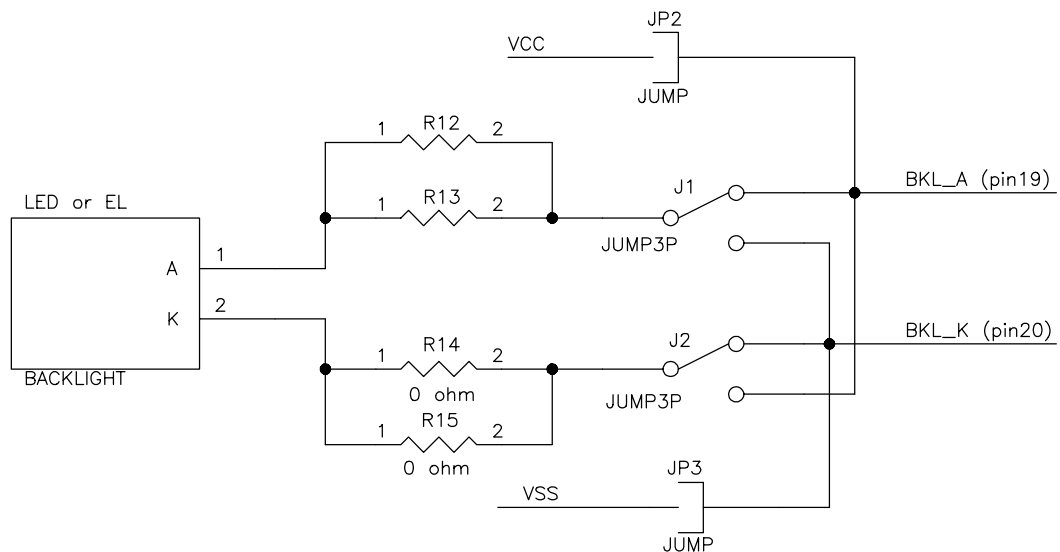 JP2
VCC
JUMP
1 R12 2
LED or EL
1 R13 2
J1
BKL_A (pin19)
JUMP3P
A 1
K 2
BKL_K (pin20)
1 R14 2
J2
BACKLIGHT
0 ohm
JUMP3P
1 R15 2
0 ohm
JP3
VSS
JUMP